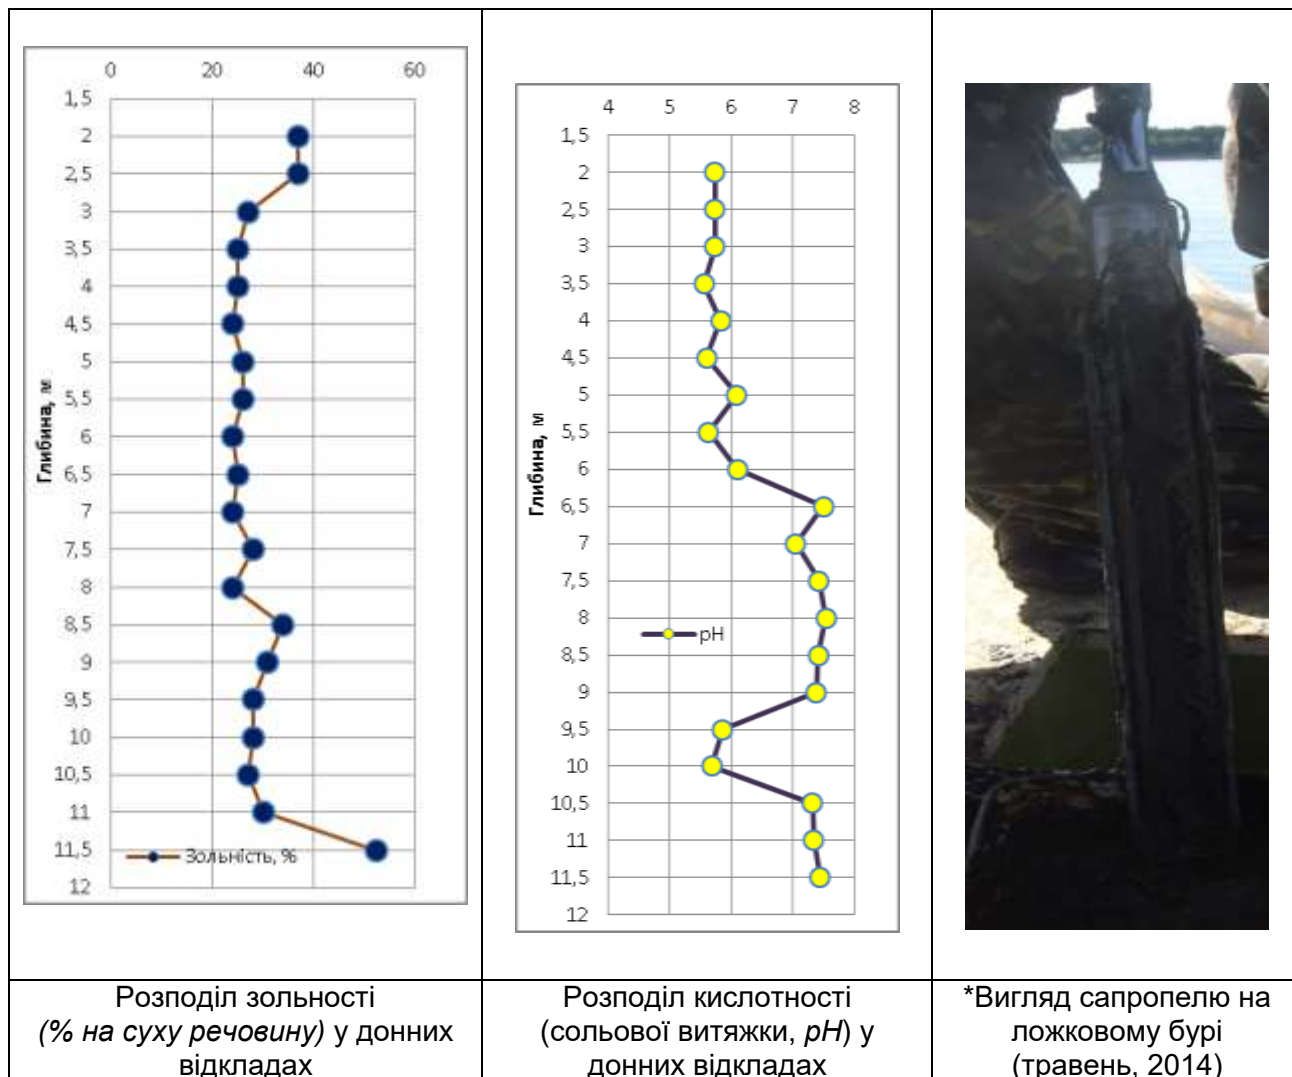 0 20 40 60
1,5
2
2,5
3
3,5
4
4,5
5
5,5
6
6,5
7
7,5
8
8,5
9
9,5
10
10,5
11
11,5
12
Глибина, м
Зольність, %
4 5 6 7 8
1,5
2
2,5
3
3,5
4
4,5
5
5,5
6
6,5
7
7,5
8
8,5
9
9,5
10
10,5
11
11,5
12
Глибина, м
pH
Розподіл зольності
(% на суху речовину) у донних
відкладах
Розподіл кислотності
(сольової витяжки, pH) у
донних відкладах
*Вигляд сапропелю на
ложковому бурі
(травень, 2014)